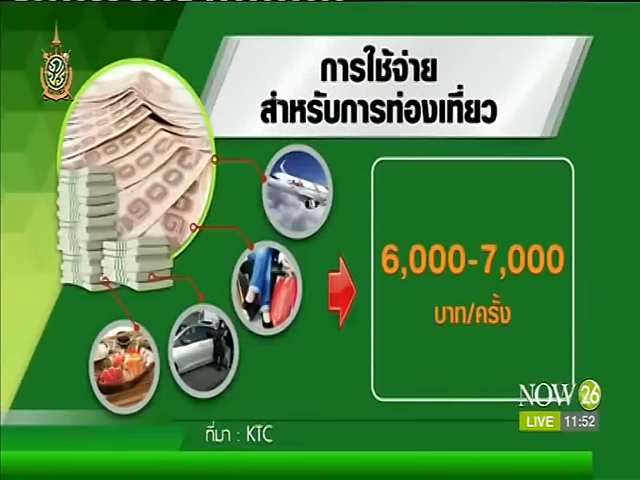 การใช้จ่าย
สำหรับการท่องเที่ยว
6,000-7,000
บาท/ครั้ง
NOW 26
LIVE 11:52
ที่มา : KTC